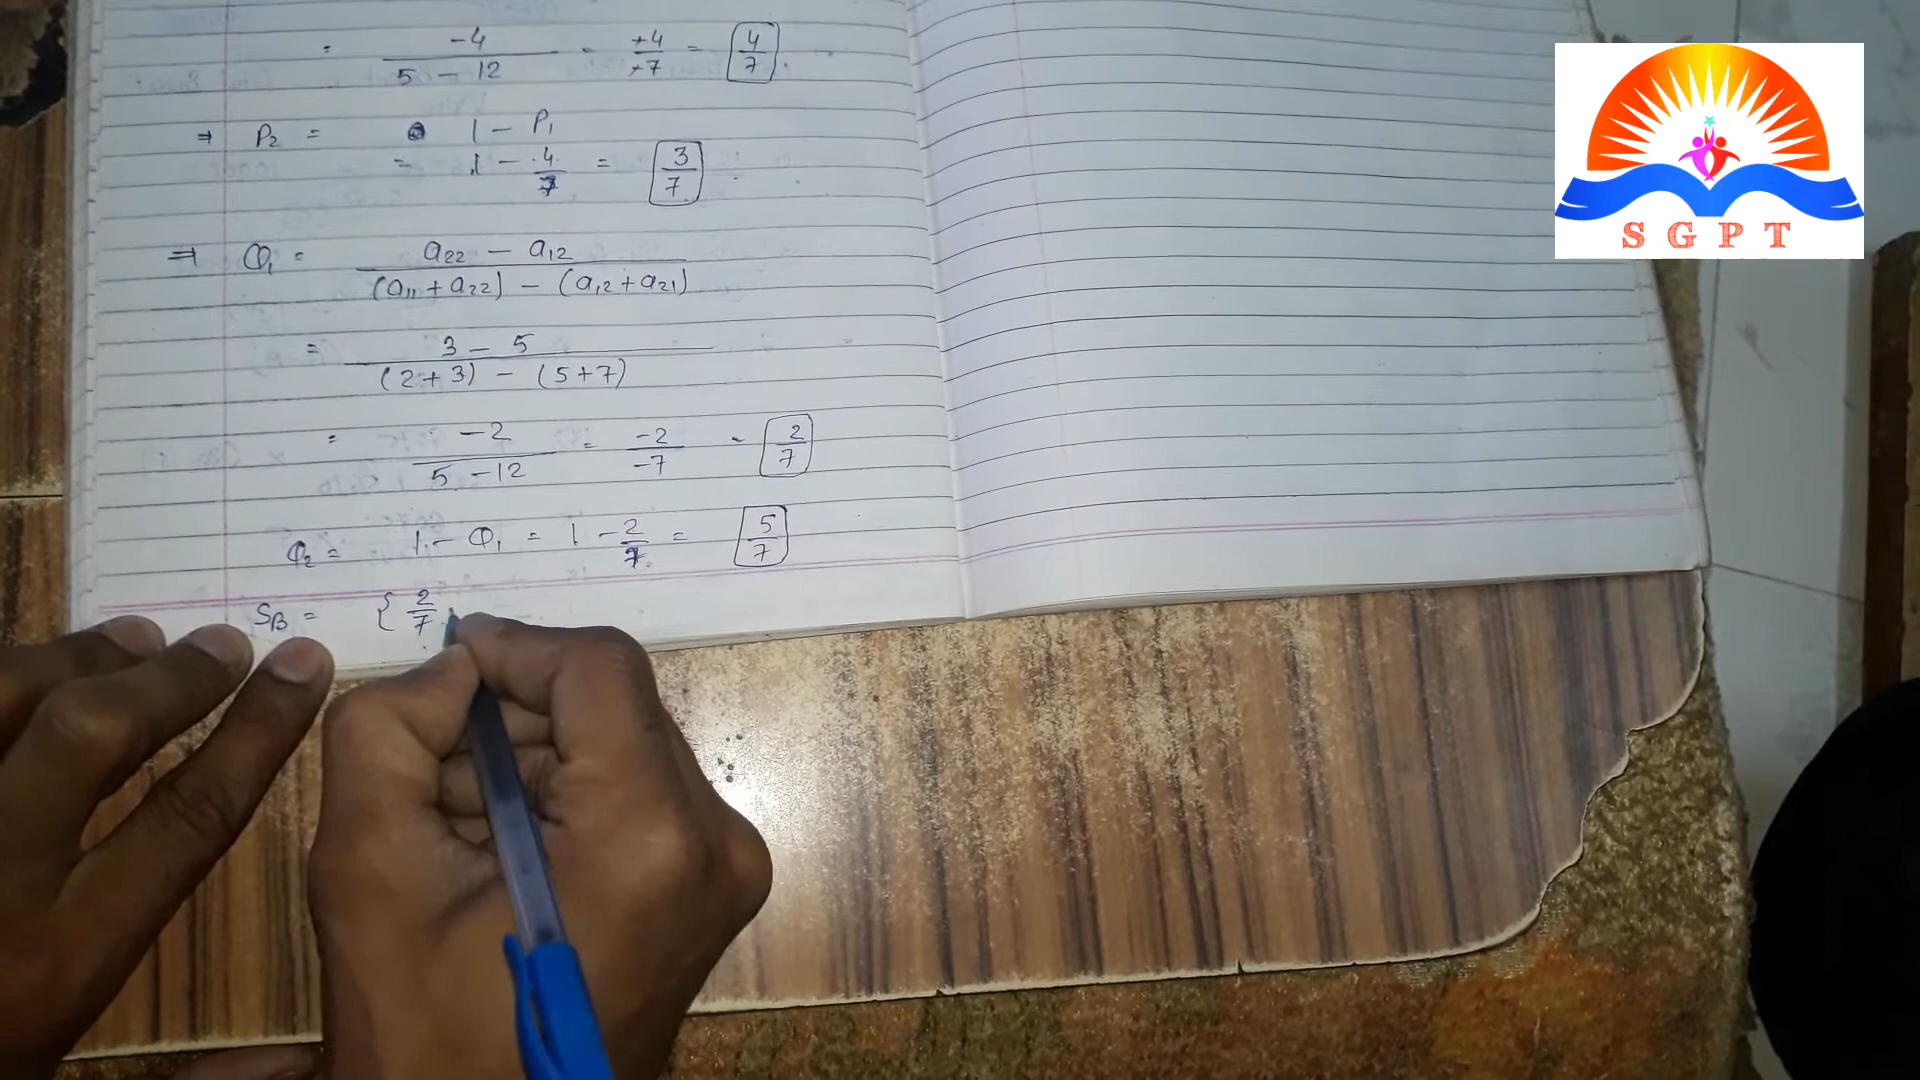 = -4 / 5 - 12 = +4 / +7 = 4/7
⇒ P2 = 1 - P1
= 1 - 4/7 = 3/7
⇒ Q1 = a22 - a12 / (a11 + a22) - (a12 + a21)
= 3 - 5 / (2 + 3) - (5 + 7)
= -2 / 5 - 12 = -2 / -7 = 2/7
Q2 = 1 - Q1 = 1 - 2/7 = 5/7
SB = { 2/7
SGPT